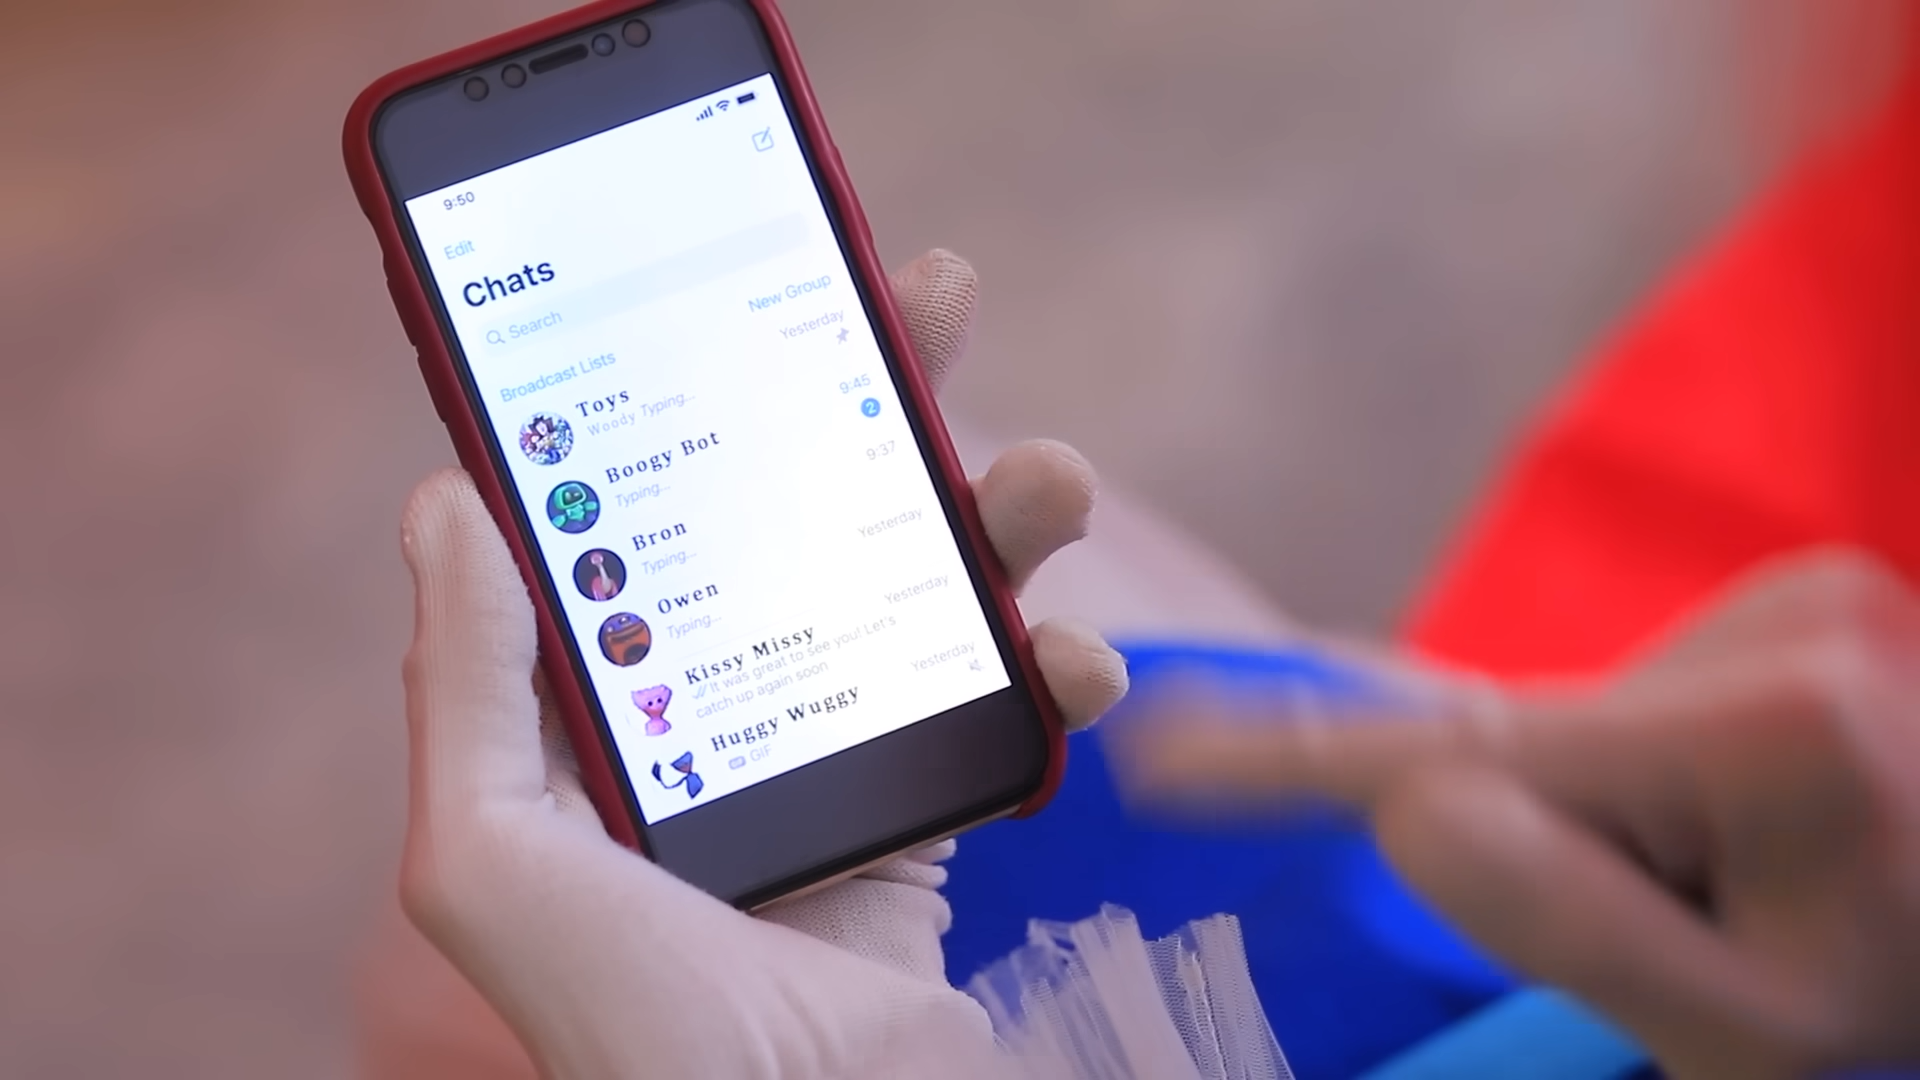 9:50
Edit
Chats
Search
Broadcast Lists
New Group
Toys
Yesterday
Woody Typing...
Boogy Bot
9:45
Typing...
2
Bron
9:37
Typing...
Owen
Yesterday
Typing...
Kissy Missy
Yesterday
It was great to see you! Let's
catch up again soon
Huggy Wuggy
Yesterday
GIF GIF